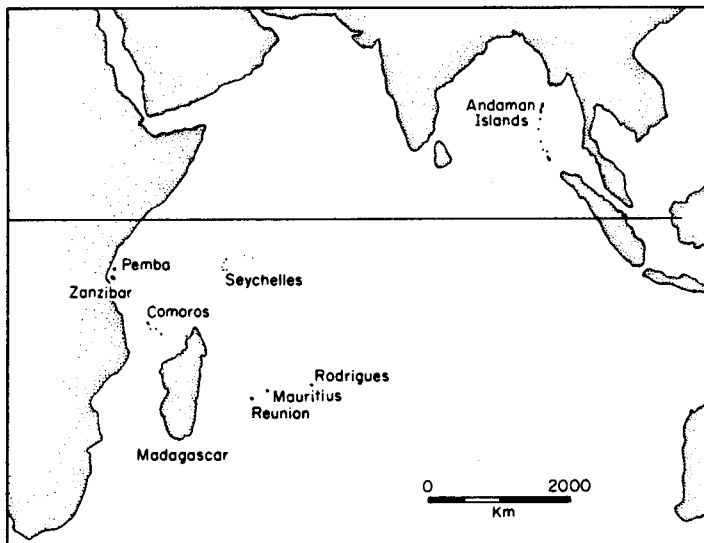 Andaman
Islands
Pemba
Zanzibar
Seychelles
Comoros
Rodrigues
Mauritius
Reunion
Madagascar
0 2000
Km